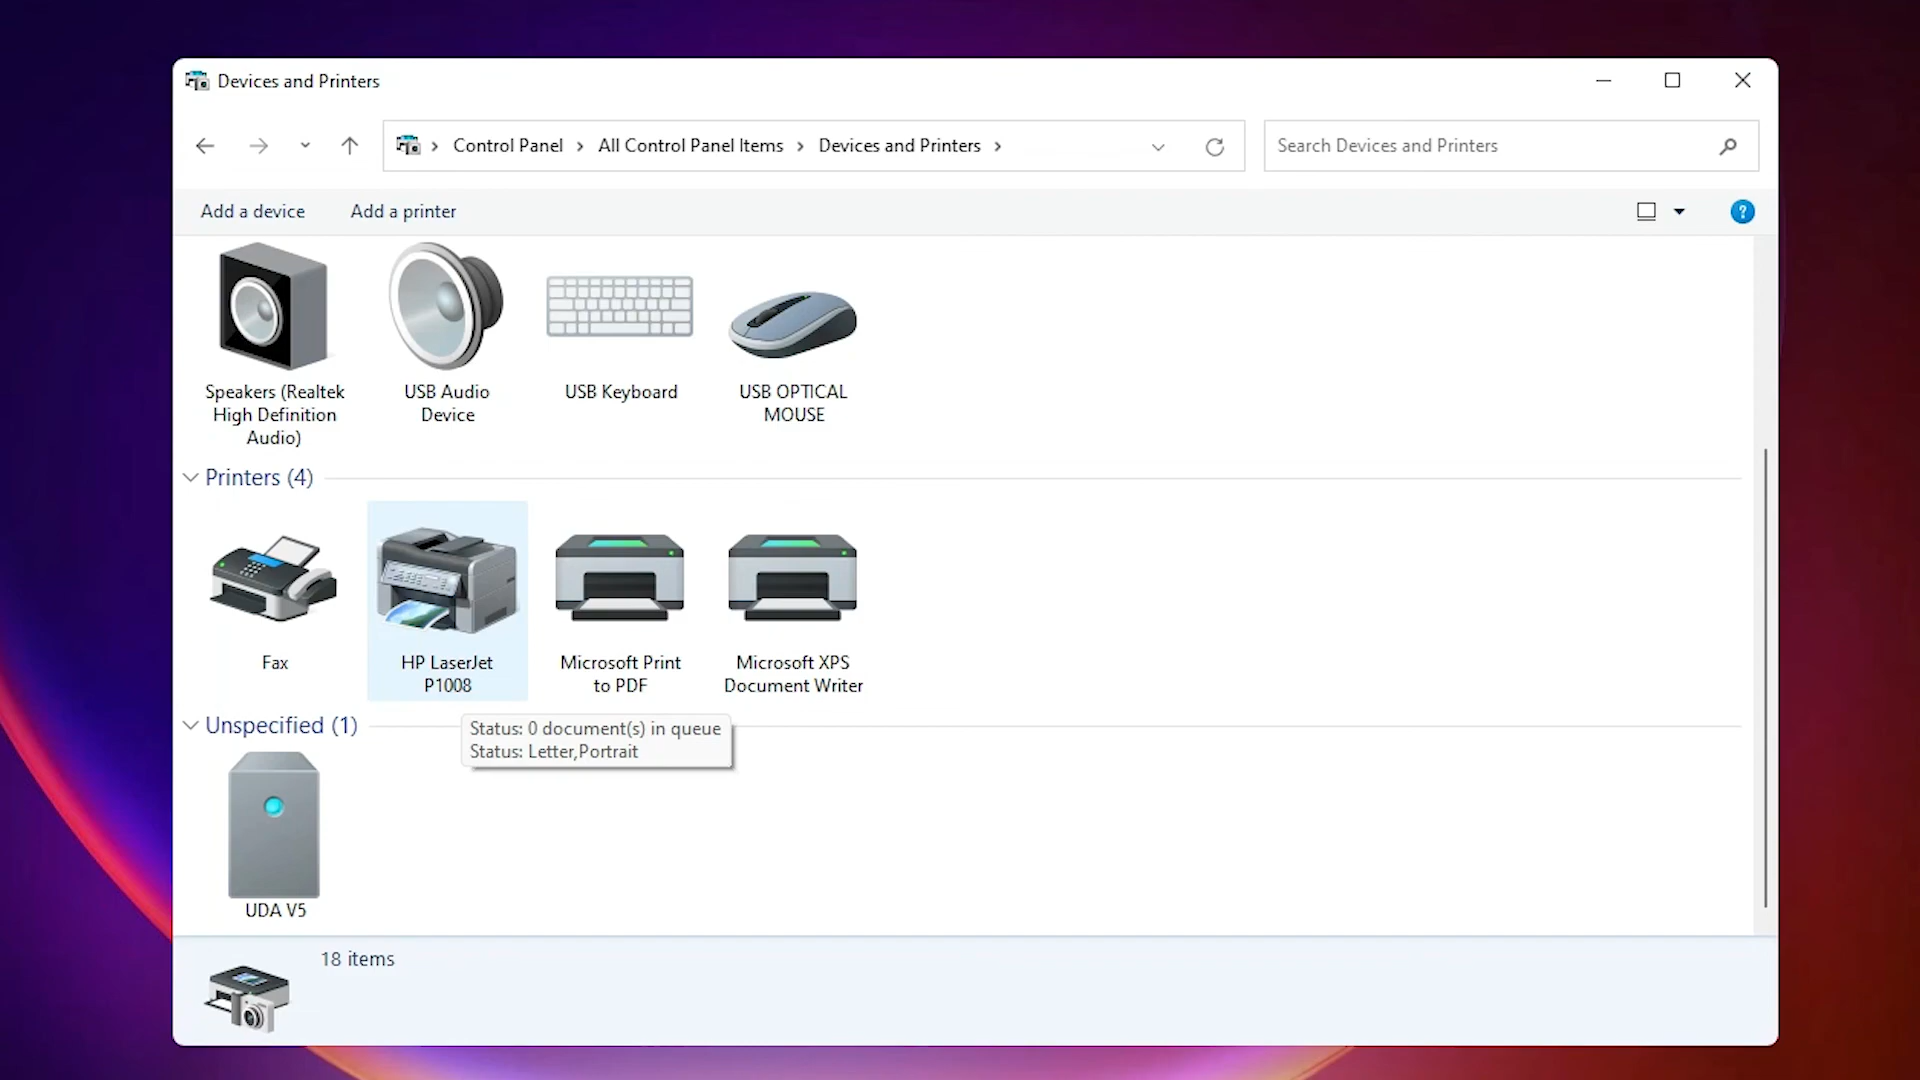 Devices and Printers
Control Panel › All Control Panel Items › Devices and Printers ›
Search Devices and Printers
Add a device
Add a printer
?
Speakers (Realtek
High Definition
Audio)
USB Audio
Device
USB Keyboard
USB OPTICAL
MOUSE
Printers (4)
Fax
HP LaserJet
P1008
Microsoft Print
to PDF
Microsoft XPS
Document Writer
Unspecified (1)
Status: 0 document(s) in queue
Status: Letter,Portrait
UDA V5
18 items